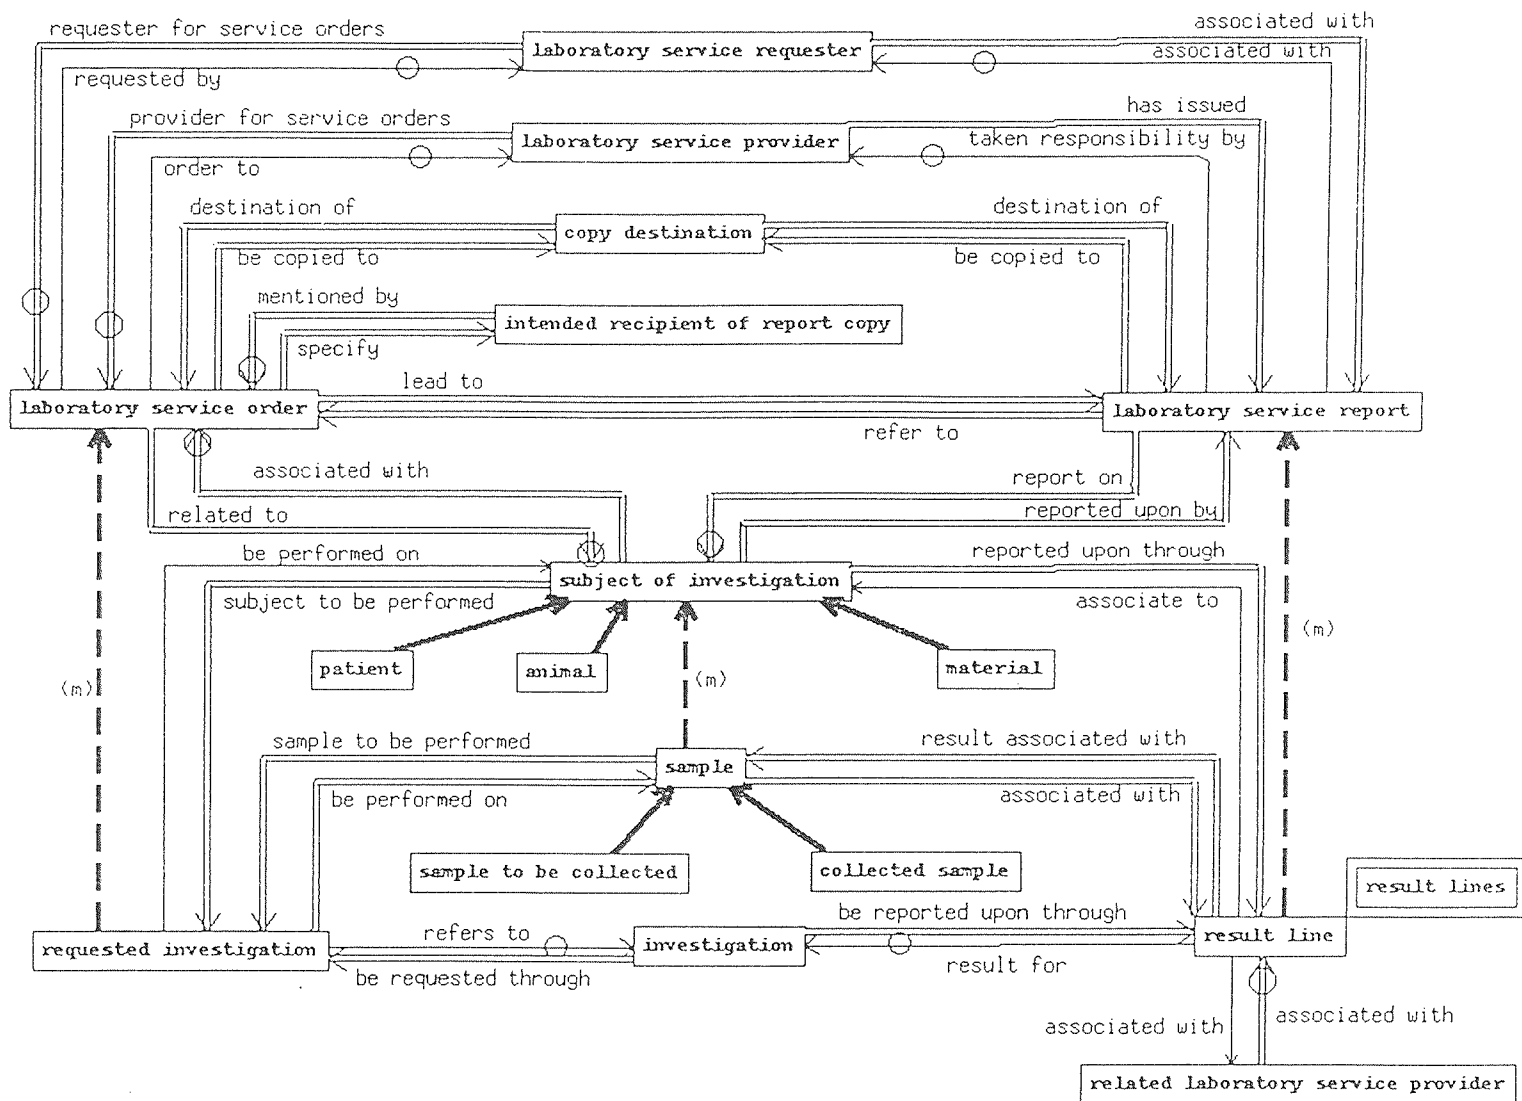 requester for service orders
associated with
laboratory service requester
associated with
requested by
has issued
provider for service orders
laboratory service provider
taken responsibility by
order to
destination of
destination of
copy destination
be copied to
be copied to
mentioned by
intended recipient of report copy
specify
lead to
laboratory service order
laboratory service report
refer to
associated with
report on
related to
reported upon by
be performed on
reported upon through
subject of investigation
subject to be performed
associate to
(m)
patient
animal
material
(m)
(m)
sample to be performed
result associated with
sample
be performed on
associated with
sample to be collected
collected sample
result lines
be reported upon through
refers to
result line
requested investigation
investigation
result for
be requested through
associated with
associated with
related laboratory service provider